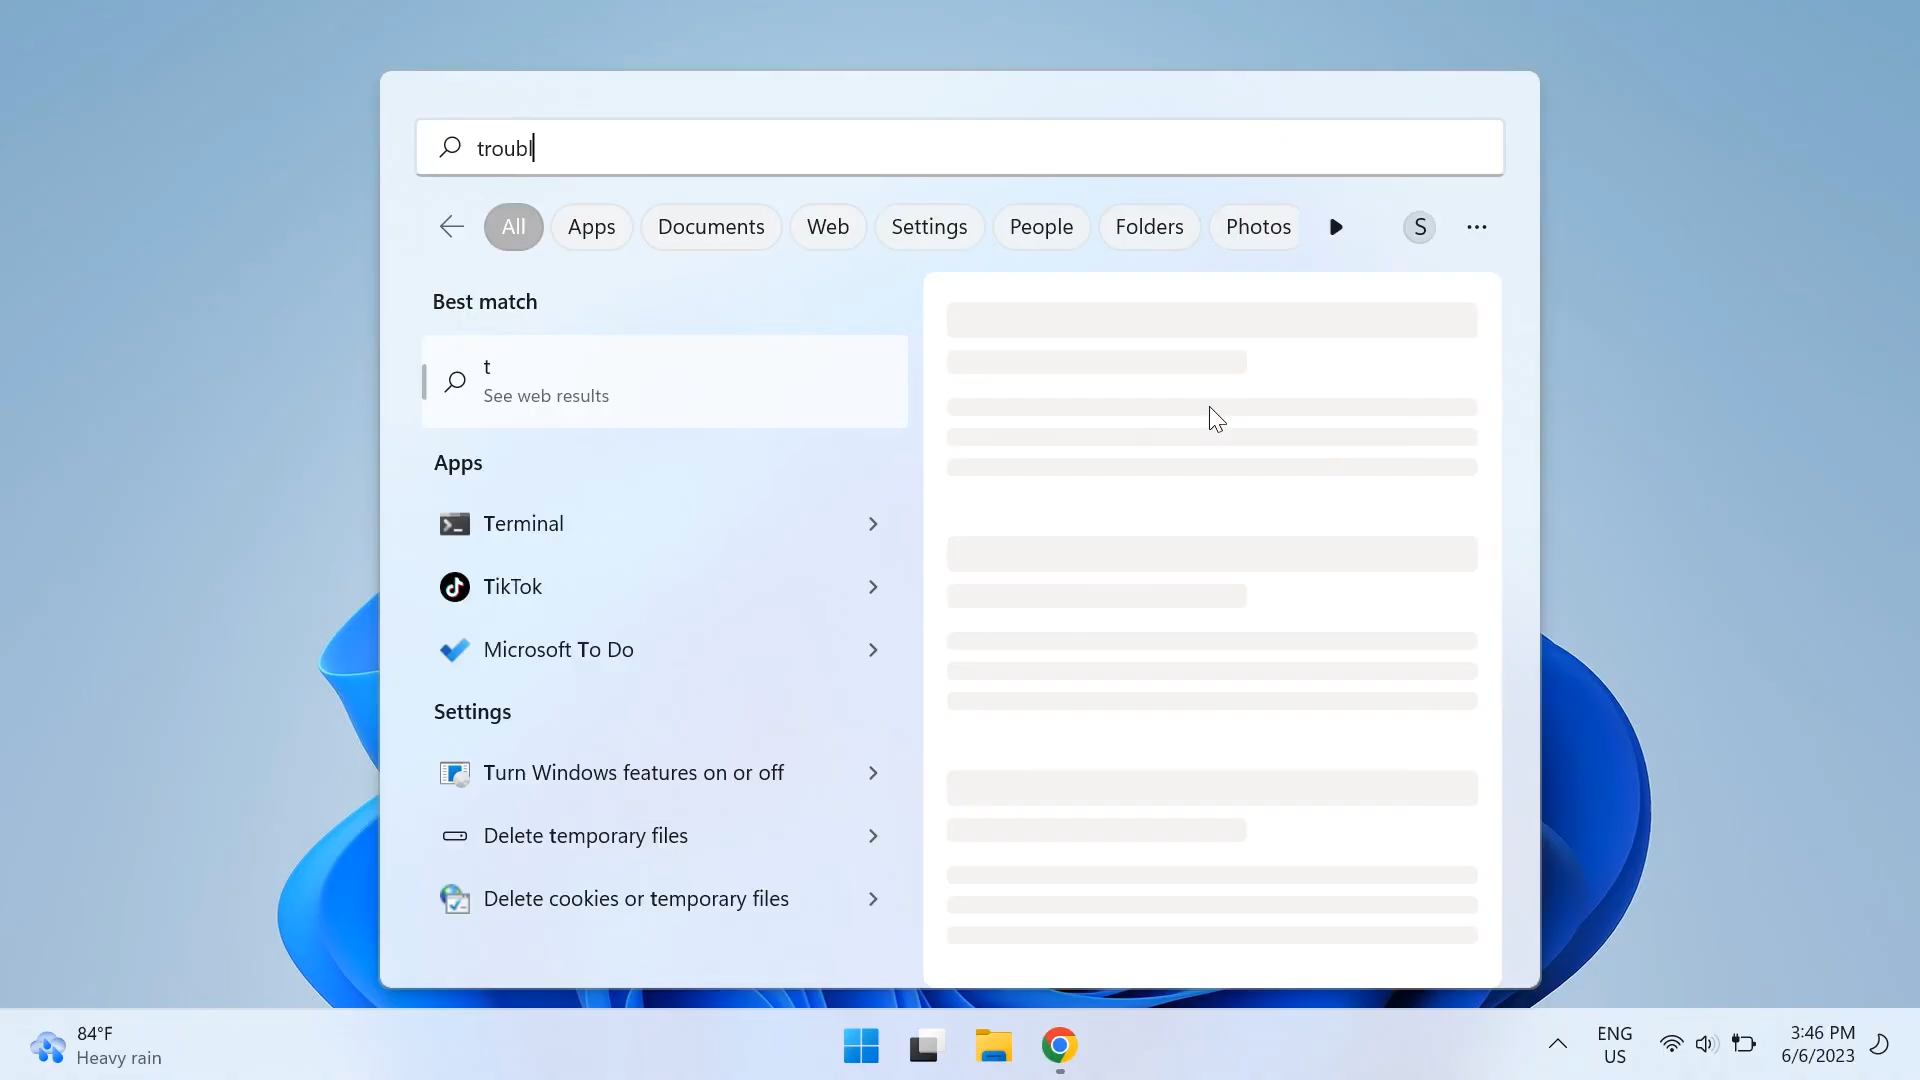 troubl
All Apps Documents Web Settings People Folders Photos S
Best match
t
See web results
Apps
Terminal
TikTok
Microsoft To Do
Settings
Turn Windows features on or off
Delete temporary files
Delete cookies or temporary files
84°F
Heavy rain
ENG
US
3:46 PM
6/6/2023